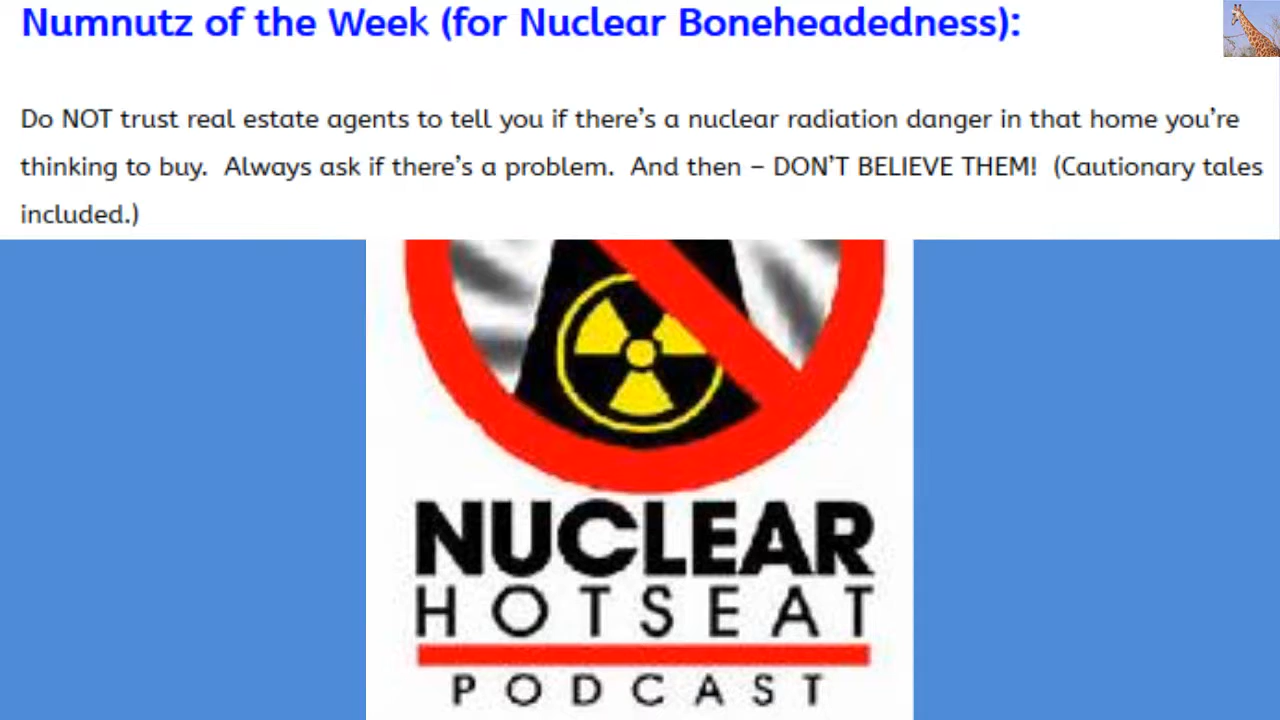 Numnutz of the Week (for Nuclear Boneheadedness):
Do NOT trust real estate agents to tell you if there’s a nuclear radiation danger in that home you’re
thinking to buy.  Always ask if there’s a problem.  And then – DON’T BELIEVE THEM!  (Cautionary tales
included.)
NUCLEAR
HOTSEAT
PODCAST